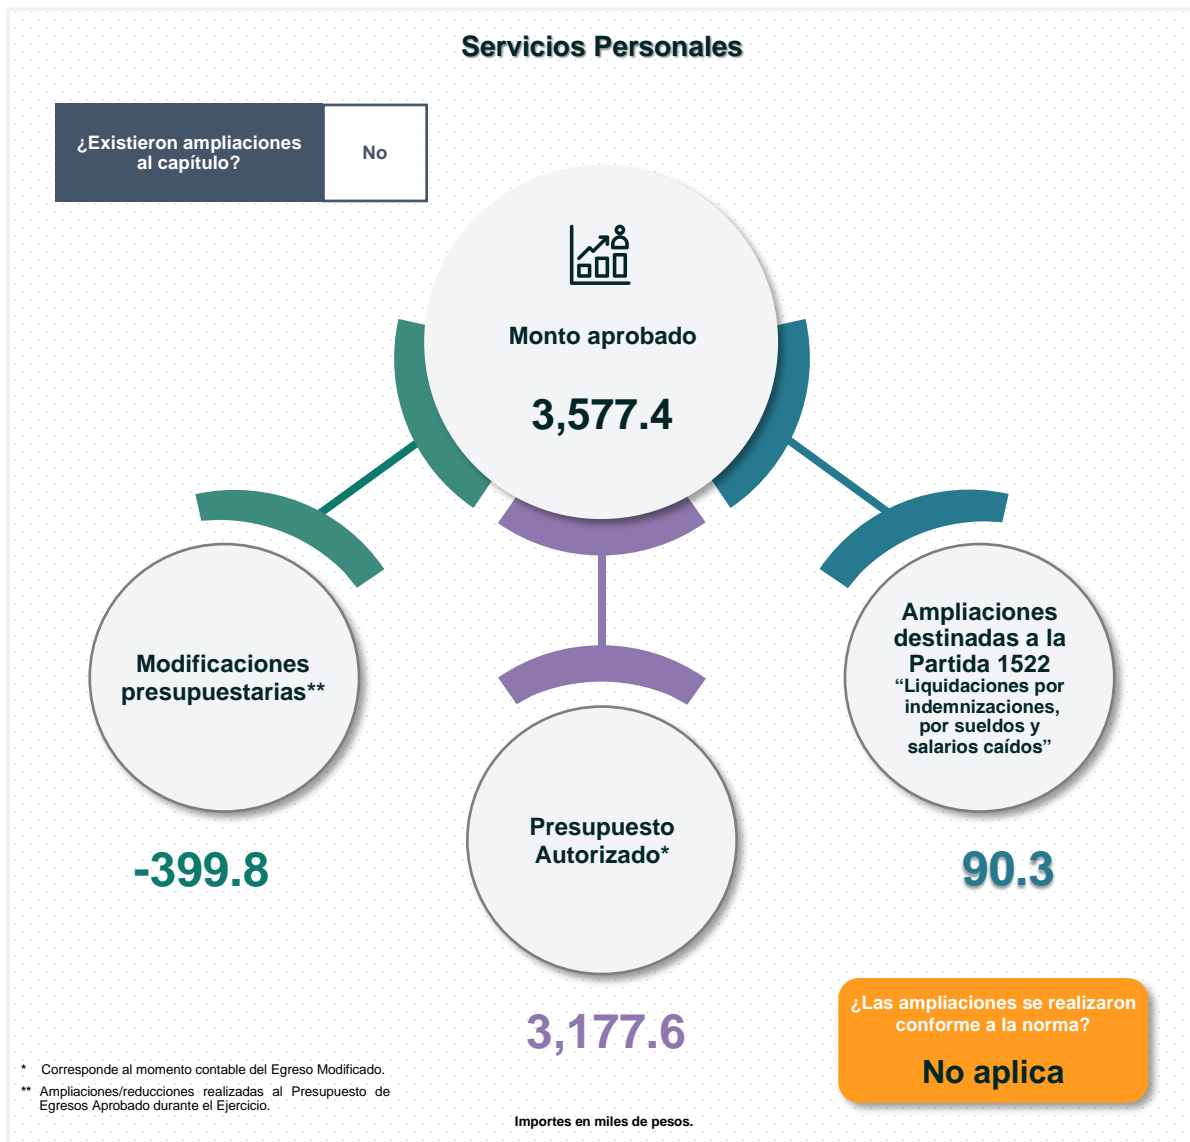 Servicios Personales
¿Existieron ampliaciones
al capítulo?
No
Monto aprobado
3,577.4
Modificaciones
presupuestarias**
-399.8
Presupuesto
Autorizado*
3,177.6
Ampliaciones
destinadas a la
Partida 1522
“Liquidaciones por
indemnizaciones,
por sueldos y
salarios caídos”
90.3
¿Las ampliaciones se realizaron
conforme a la norma?
No aplica
* Corresponde al momento contable del Egreso Modificado.
** Ampliaciones/reducciones realizadas al Presupuesto de
Egresos Aprobado durante el Ejercicio.
Importes en miles de pesos.